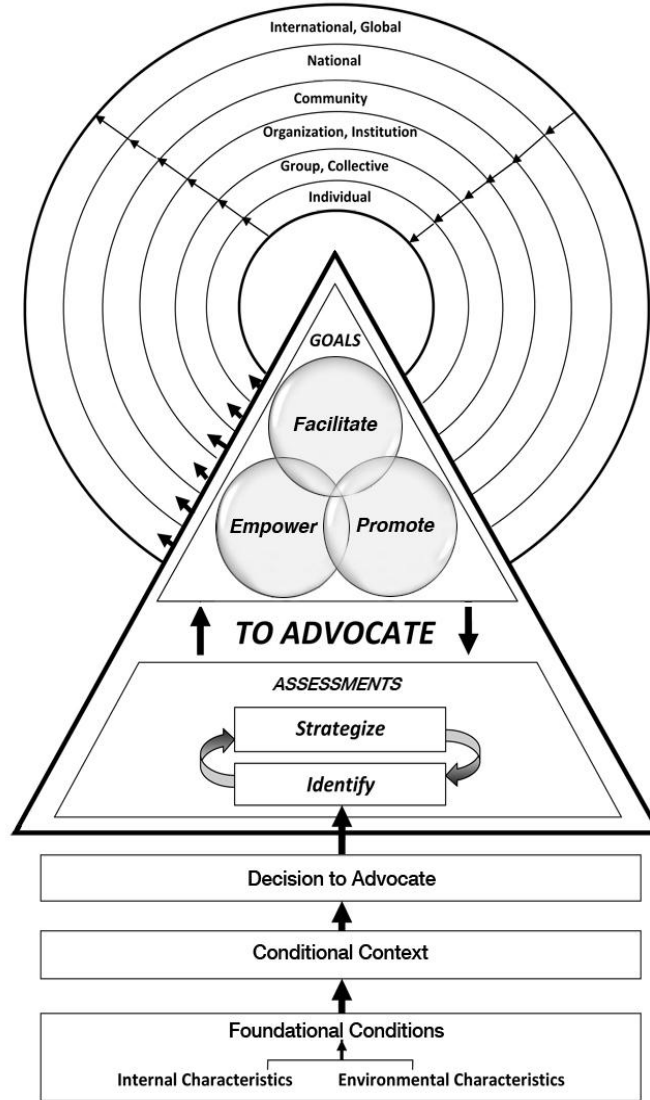 International, Global
National
Community
Organization, Institution
Group, Collective
Individual
GOALS
Facilitate
Empower
Promote
TO ADVOCATE
ASSESSMENTS
Strategize
Identify
Decision to Advocate
Conditional Context
Foundational Conditions
Internal Characteristics
Environmental Characteristics